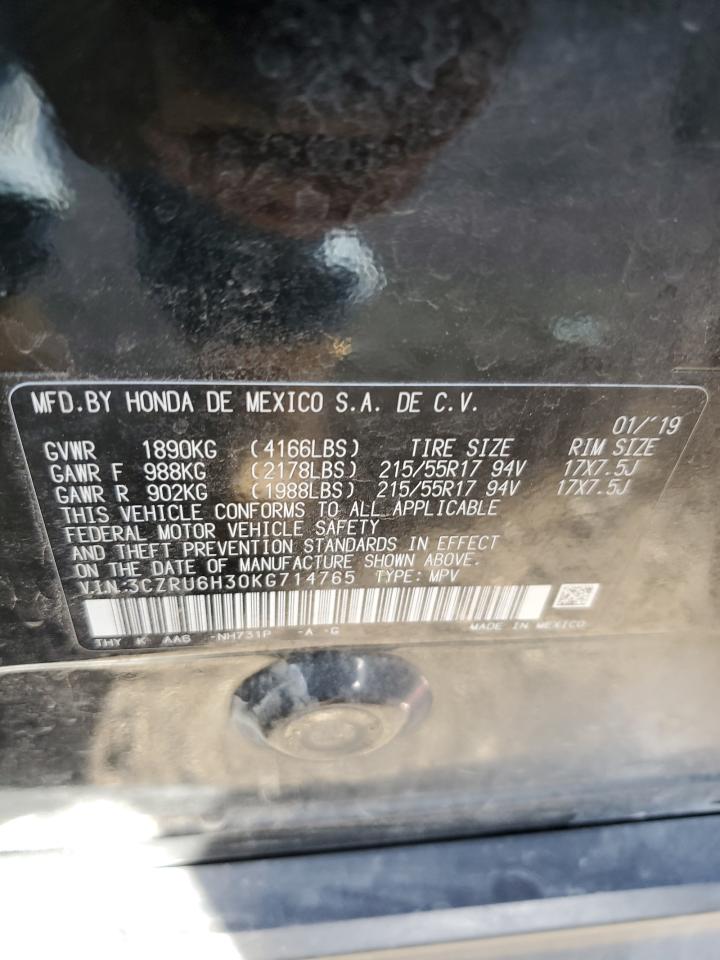 MFD.BY HONDA DE MEXICO S.A. DE C.V.
01/'19
GVWR 1890KG (4166LBS) TIRE SIZE RIM SIZE
GAWR F 988KG (2178LBS) 215/55R17 94V 17X7.5J
GAWR R 902KG (1988LBS) 215/55R17 94V 17X7.5J
THIS VEHICLE CONFORMS TO ALL APPLICABLE
FEDERAL MOTOR VEHICLE SAFETY
AND THEFT PREVENTION STANDARDS IN EFFECT
ON THE DATE OF MANUFACTURE SHOWN ABOVE.
V.I.N.3CZRU6H30KG714765 TYPE: MPV
THY K AA6 -NH731P -A -G MADE IN MEXICO